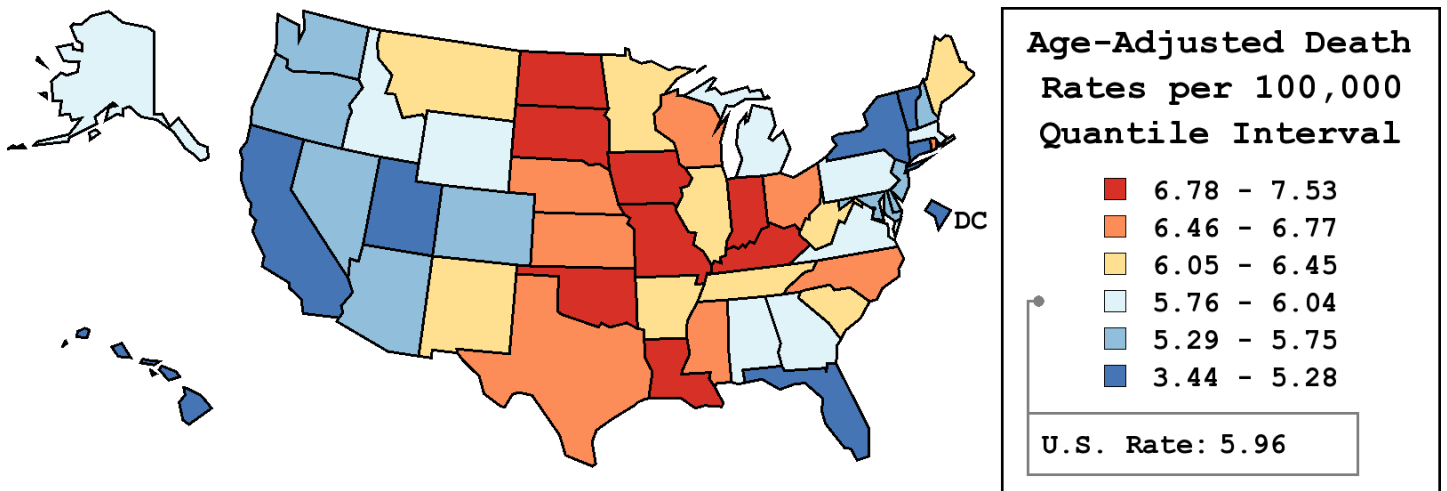 Age-Adjusted Death
Rates per 100,000
Quantile Interval
6.78 - 7.53
6.46 - 6.77
6.05 - 6.45
5.76 - 6.04
5.29 - 5.75
3.44 - 5.28
U.S. Rate: 5.96
DC